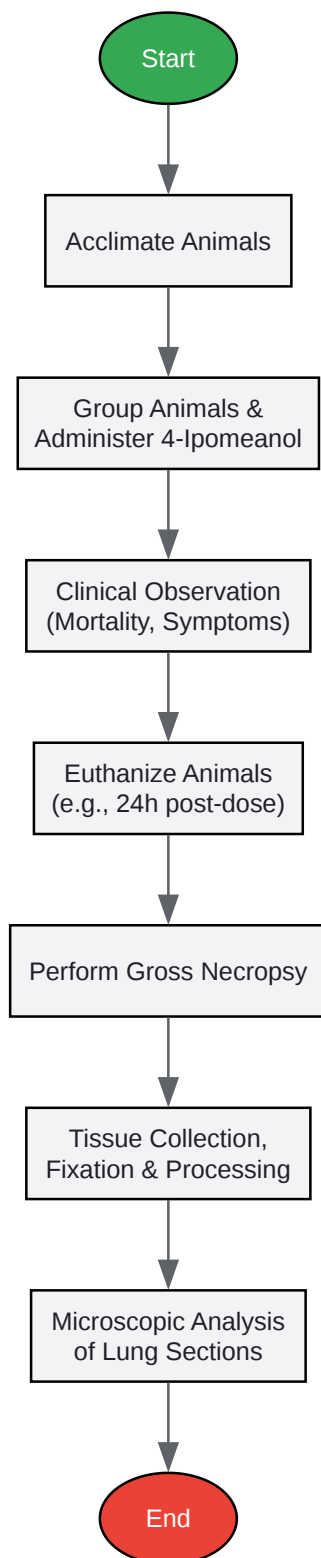 Start
Acclimate Animals
Group Animals &
Administer 4-Ipomeanol
Clinical Observation
(Mortality, Symptoms)
Euthanize Animals
(e.g., 24h post-dose)
Perform Gross Necropsy
Tissue Collection,
Fixation & Processing
Microscopic Analysis
of Lung Sections
End